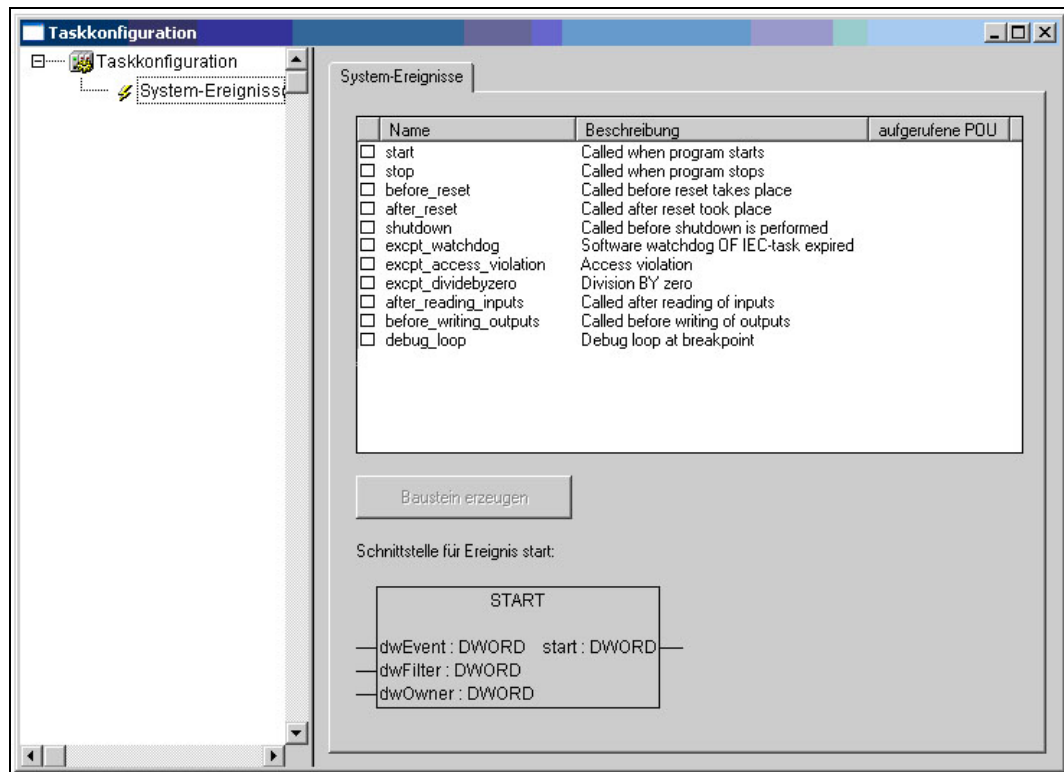 Taskkonfiguration
Taskkonfiguration
System-Ereignisse
System-Ereignisse
Name Beschreibung aufgerufene POU
start Called when program starts
stop Called when program stops
before_reset Called before reset takes place
after_reset Called after reset took place
shutdown Called before shutdown is performed
excpt_watchdog Software watchdog OF IEC-task expired
excpt_access_violation Access violation
excpt_dividebyzero Division BY zero
after_reading_inputs Called after reading of inputs
before_writing_outputs Called before writing of outputs
debug_loop Debug loop at breakpoint
Baustein erzeugen
Schnittstelle für Ereignis start:
START
dwEvent : DWORD start : DWORD
dwFilter : DWORD
dwOwner : DWORD